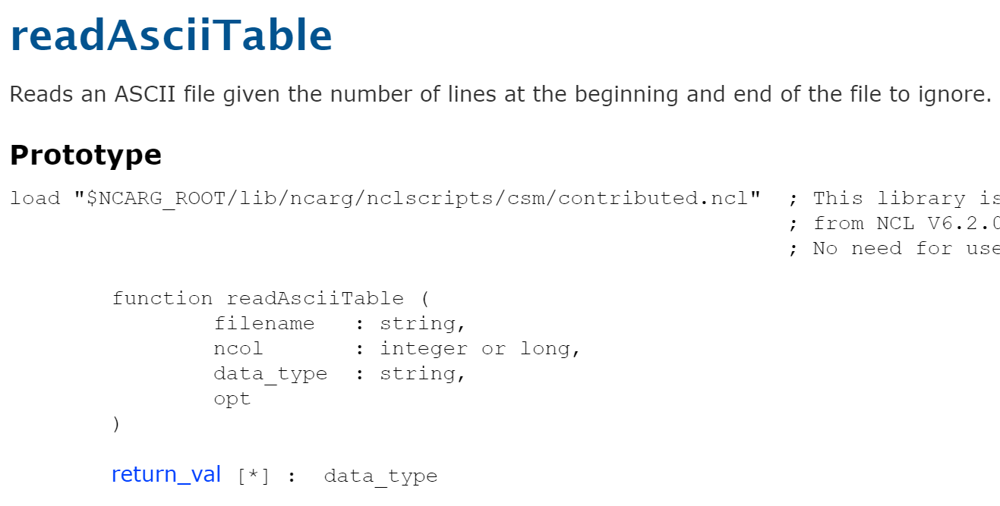 readAsciiTable
Reads an ASCII file given the number of lines at the beginning and end of the file to ignore.
Prototype
load "$NCARG_ROOT/lib/ncarg/nclscripts/csm/contributed.ncl"  ; This library is
; from NCL V6.2.0
; No need for use
function readAsciiTable (
filename   : string,
ncol       : integer or long,
data_type  : string,
opt
)
return_val [*] :  data_type